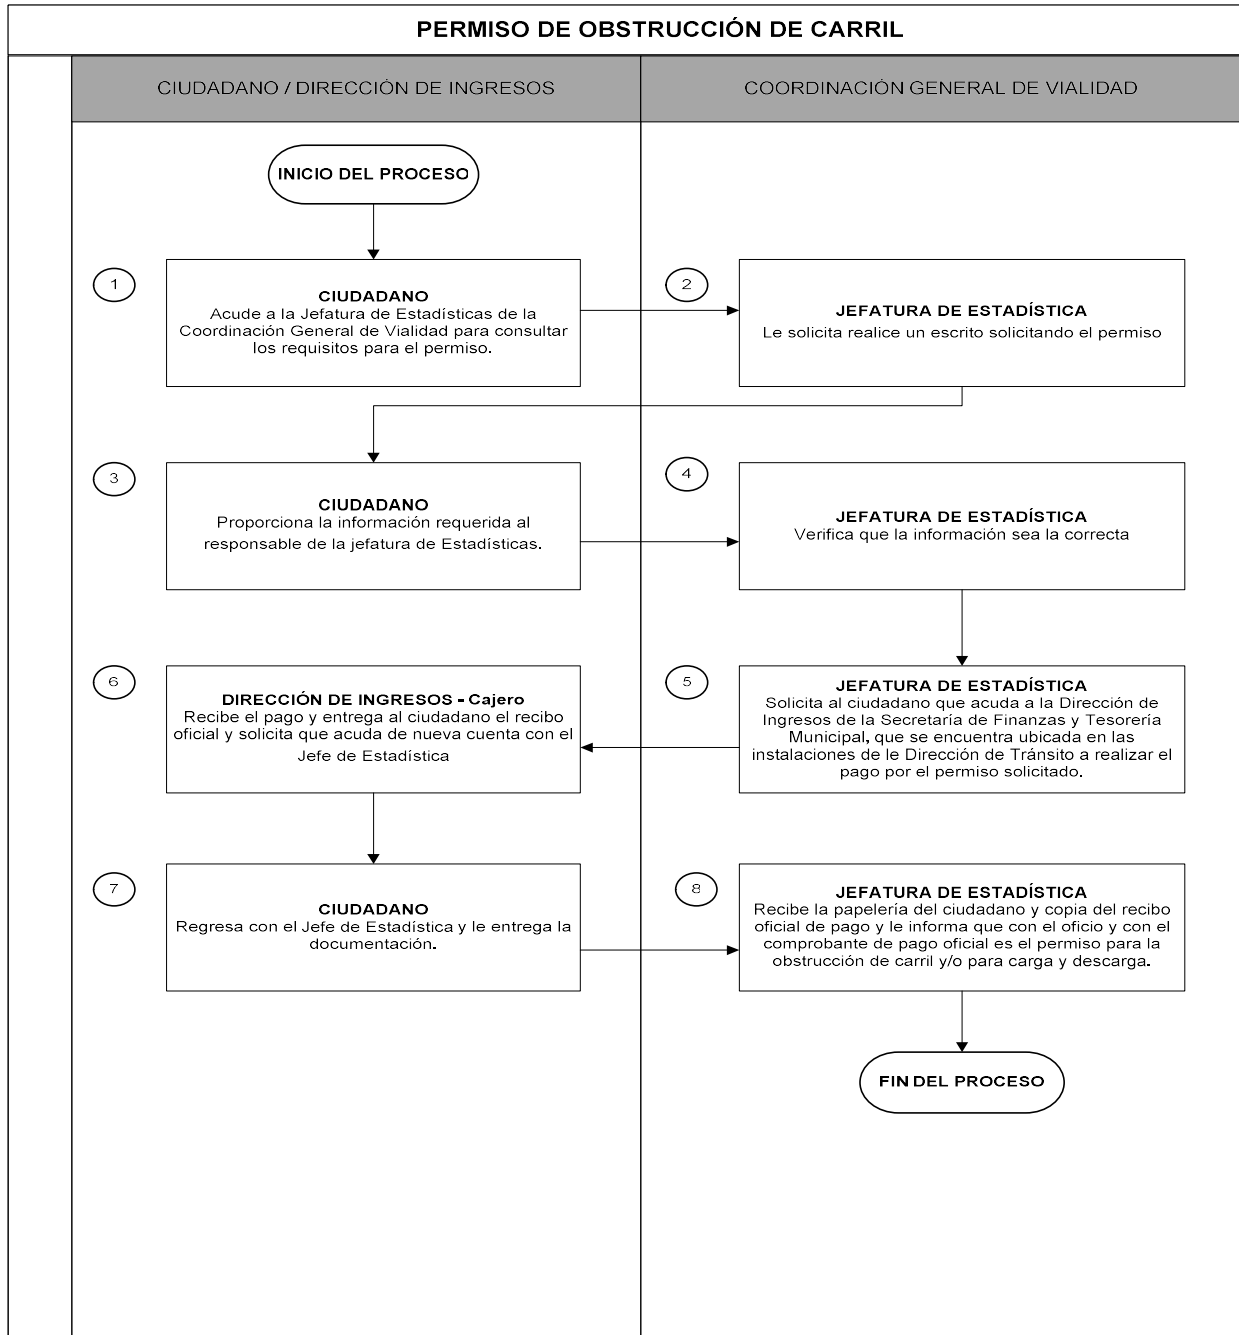 PERMISO DE OBSTRUCCIÓN DE CARRIL
CIUDADANO / DIRECCIÓN DE INGRESOS
COORDINACIÓN GENERAL DE VIALIDAD
INICIO DEL PROCESO
1
CIUDADANO
Acude a la Jefatura de Estadísticas de la
Coordinación General de Vialidad para consultar
los requisitos para el permiso.
2
JEFATURA DE ESTADÍSTICA
Le solicita realice un escrito solicitando el permiso
3
CIUDADANO
Proporciona la información requerida al
responsable de la jefatura de Estadísticas.
4
JEFATURA DE ESTADÍSTICA
Verifica que la información sea la correcta
5
JEFATURA DE ESTADÍSTICA
Solicita al ciudadano que acuda a la Dirección de
Ingresos de la Secretaría de Finanzas y Tesorería
Municipal, que se encuentra ubicada en las
instalaciones de le Dirección de Tránsito a realizar el
pago por el permiso solicitado.
6
DIRECCIÓN DE INGRESOS - Cajero
Recibe el pago y entrega al ciudadano el recibo
oficial y solicita que acuda de nueva cuenta con el
Jefe de Estadística
7
CIUDADANO
Regresa con el Jefe de Estadística y le entrega la
documentación.
8
JEFATURA DE ESTADÍSTICA
Recibe la papelería del ciudadano y copia del recibo
oficial de pago y le informa que con el oficio y con el
comprobante de pago oficial es el permiso para la
obstrucción de carril y/o para carga y descarga.
FIN DEL PROCESO